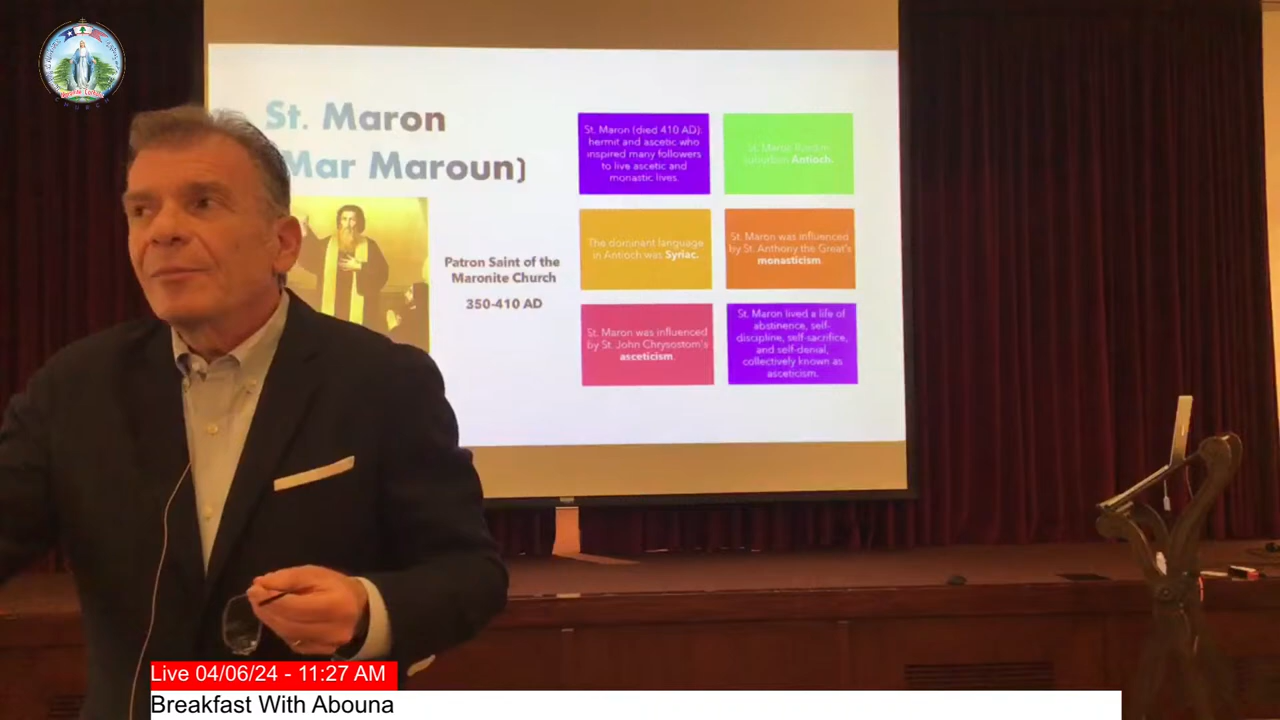 St. Maron
Mar Maroun)
Patron Saint of the
Maronite Church
350-410 AD
St. Maron (died 410 AD):
hermit and ascetic who
inspired many followers
to live ascetic and
monastic lives.
Antioch.
The dominant language
in Antioch was Syriac.
St. Maron was influenced
by St. Anthony the Great's
monasticism.
St. Maron was influenced
by St. John Chrysostom's
asceticism.
St. Maron lived a life of
abstinence, self-
discipline, self-sacrifice,
and self-denial,
collectively known as
asceticism.
Live 04/06/24 - 11:27 AM
Breakfast With Abouna